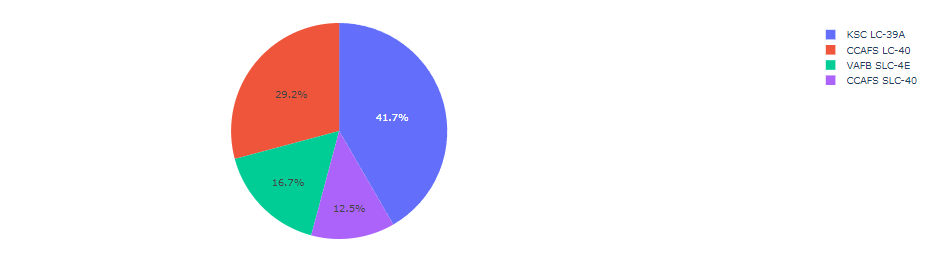 KSC LC-39A
CCAFS LC-40
VAFB SLC-4E
CCAFS SLC-40
29.2%
41.7%
16.7%
12.5%